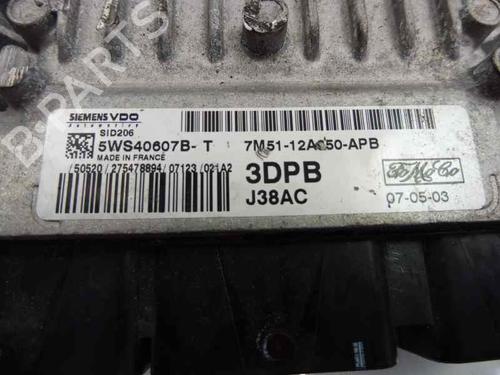 SIEMENS VDO
Automotive
SID206
5WS40607B- T 7M51-12A650-APB
MADE IN FRANCE
/50520/275478894/07123/021A2
3DPB
J38AC
FoMoCo
07-05-03
B-PARTS